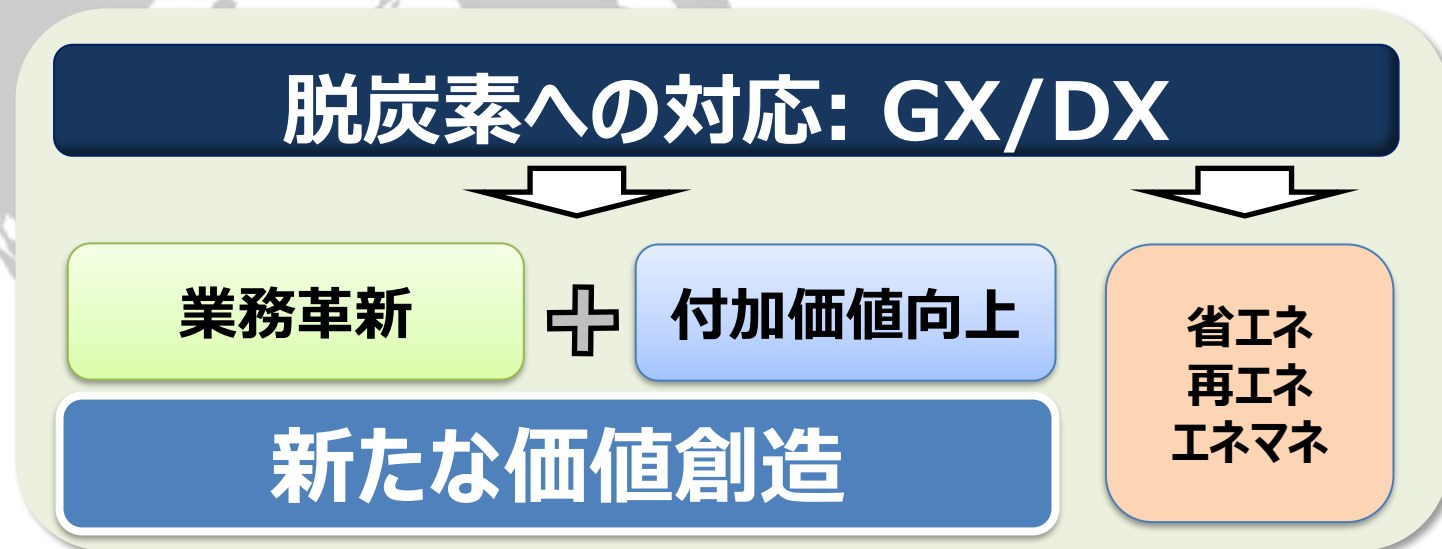 脱炭素への対応: GX/DX
業務革新
付加価値向上
新たな価値創造
省エネ
再エネ
エネマネ